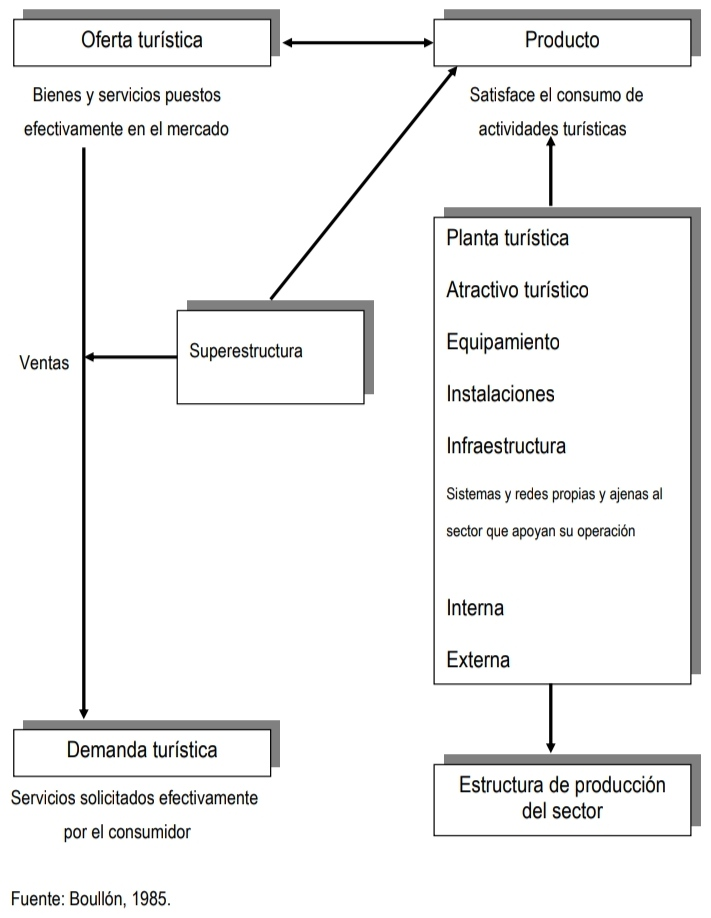 Oferta turística
Producto
Bienes y servicios puestos
efectivamente en el mercado
Satisface el consumo de
actividades turísticas
Planta turística
Atractivo turístico
Equipamiento
Instalaciones
Infraestructura
Sistemas y redes propias y ajenas al
sector que apoyan su operación
Interna
Externa
Superestructura
Ventas
Demanda turística
Servicios solicitados efectivamente
por el consumidor
Estructura de producción
del sector
Fuente: Boullón, 1985.